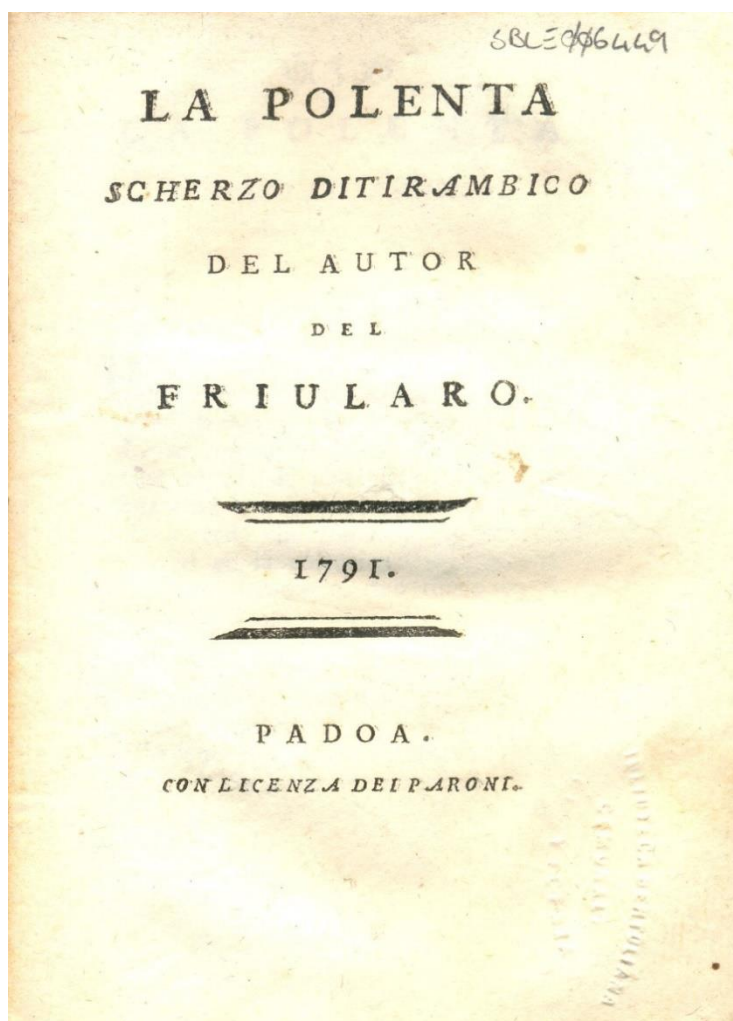 SBLE006449
LA POLENTA
SCHERZO DITIRAMBICO
DEL AUTOR
DEL
FRIULARO.
1791.
PADOA.
CON LICENZA DEI PARONI.